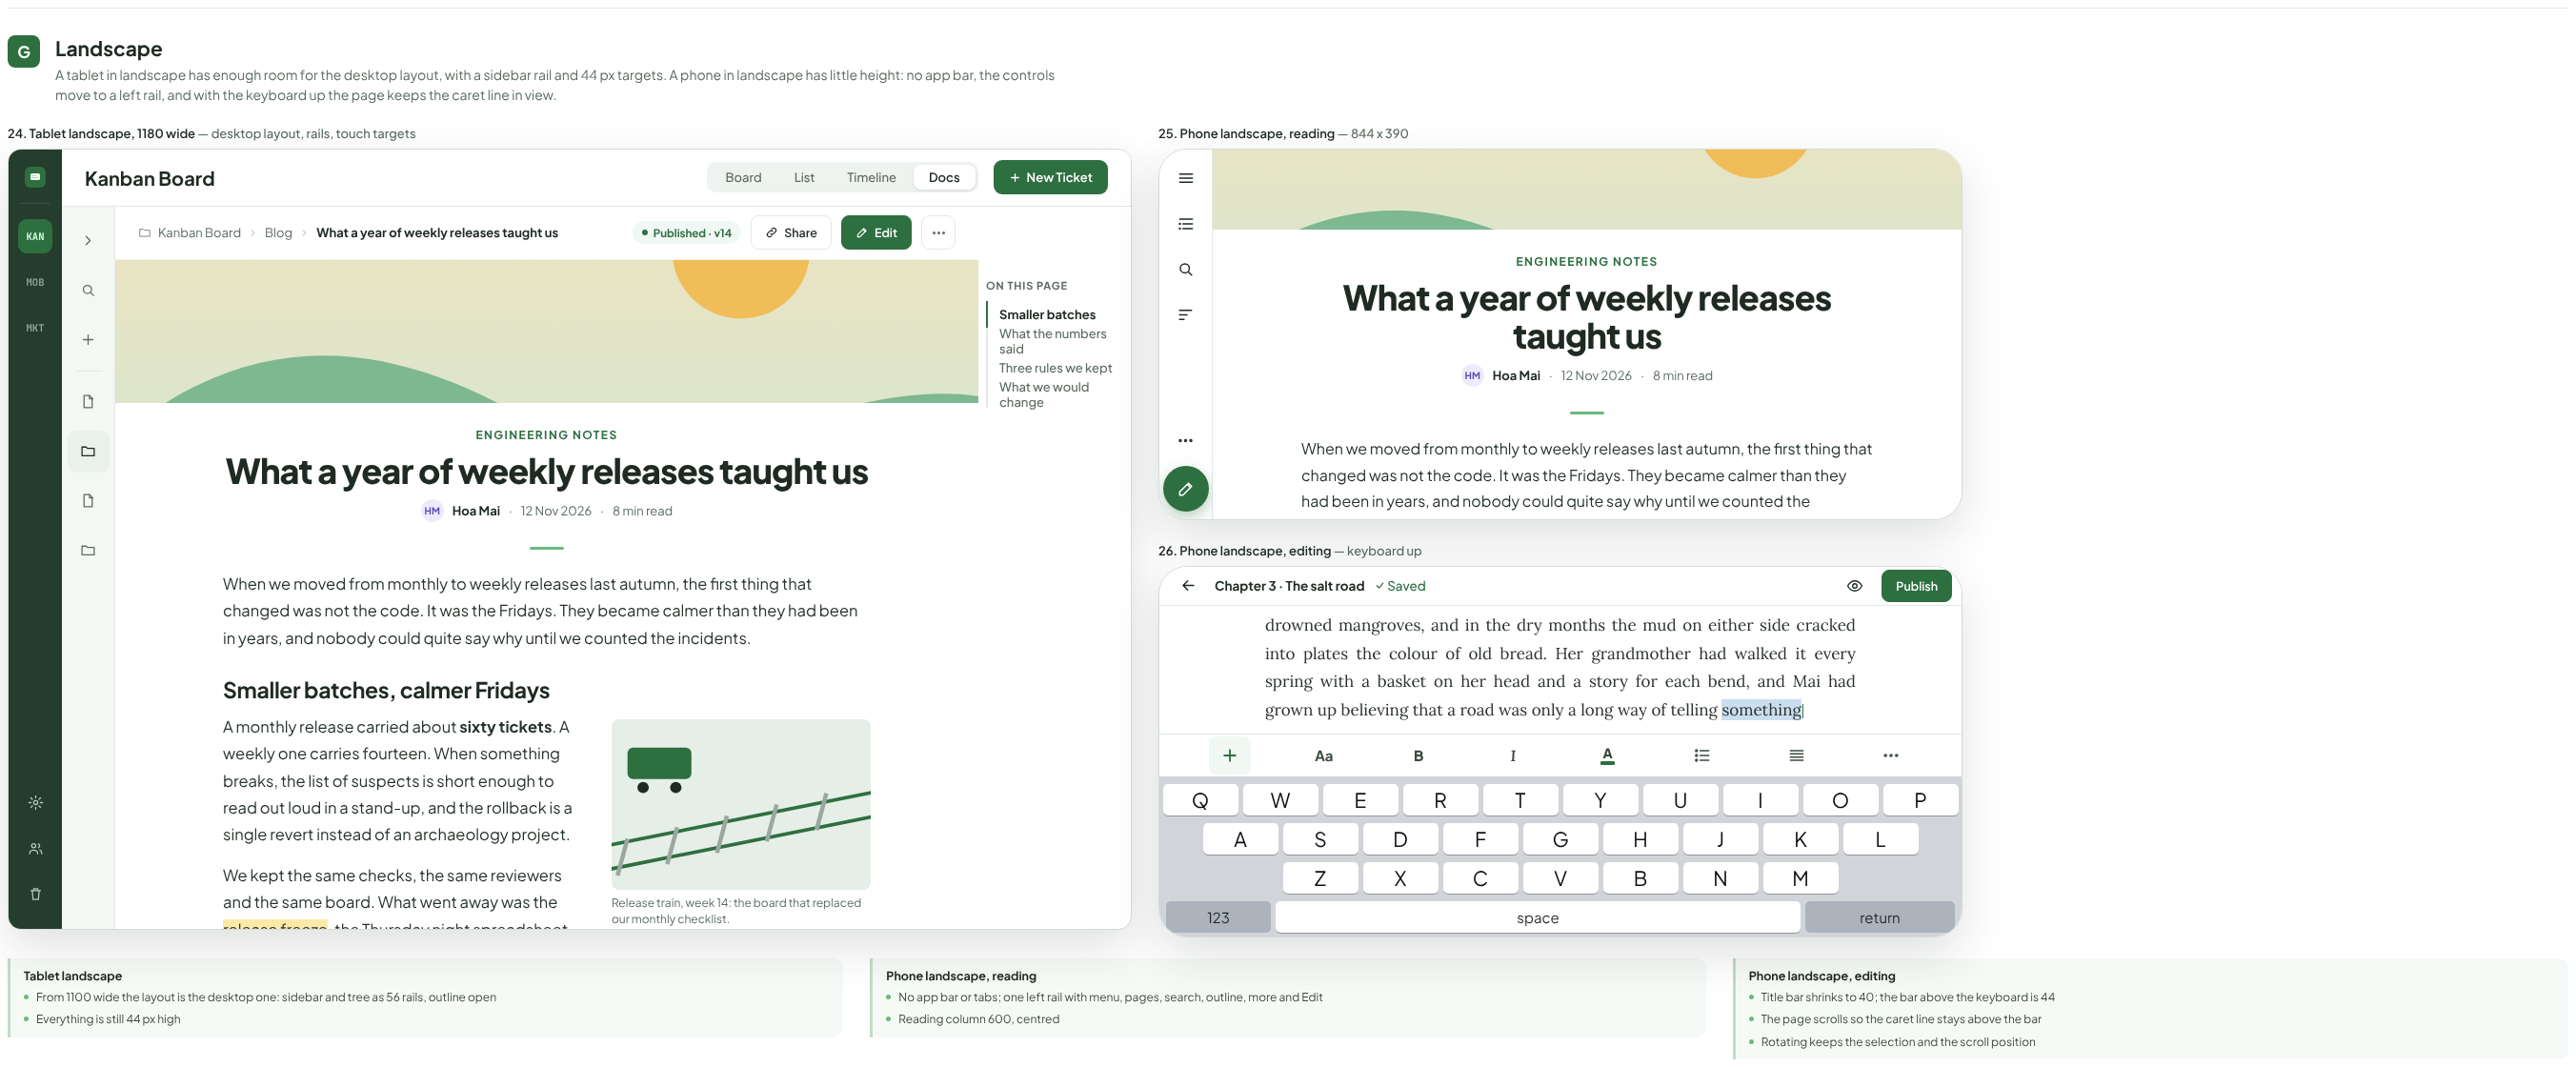 G
Landscape
A tablet in landscape has enough room for the desktop layout, with a sidebar rail and 44 px targets. A phone in landscape has little height: no app bar, the controls
move to a left rail, and with the keyboard up the page keeps the caret line in view.
24. Tablet landscape, 1180 wide — desktop layout, rails, touch targets
Kanban Board
Board List Timeline Docs
+ New Ticket
KAN
MOB
MKT
Kanban Board › Blog › What a year of weekly releases taught us
Published · v14
Share
Edit
ON THIS PAGE
Smaller batches
What the numbers
said
Three rules we kept
What we would
change
ENGINEERING NOTES
What a year of weekly releases taught us
HM Hoa Mai · 12 Nov 2026 · 8 min read
When we moved from monthly to weekly releases last autumn, the first thing that
changed was not the code. It was the Fridays. They became calmer than they had been
in years, and nobody could quite say why until we counted the incidents.
Smaller batches, calmer Fridays
A monthly release carried about sixty tickets. A
weekly one carries fourteen. When something
breaks, the list of suspects is short enough to
read out loud in a stand-up, and the rollback is a
single revert instead of an archaeology project.
We kept the same checks, the same reviewers
and the same board. What went away was the
release freeze, the Thursday night spreadsheet
Release train, week 14: the board that replaced
our monthly checklist.
25. Phone landscape, reading — 844 x 390
ENGINEERING NOTES
What a year of weekly releases
taught us
HM Hoa Mai · 12 Nov 2026 · 8 min read
When we moved from monthly to weekly releases last autumn, the first thing that
changed was not the code. It was the Fridays. They became calmer than they
had been in years, and nobody could quite say why until we counted the
26. Phone landscape, editing — keyboard up
Chapter 3 · The salt road ✓ Saved
Publish
drowned mangroves, and in the dry months the mud on either side cracked
into plates the colour of old bread. Her grandmother had walked it every
spring with a basket on her head and a story for each bend, and Mai had
grown up believing that a road was only a long way of telling something
+ Aa B I A
Q W E R T Y U I O P
A S D F G H J K L
Z X C V B N M
123 space return
Tablet landscape
From 1100 wide the layout is the desktop one: sidebar and tree as 56 rails, outline open
Everything is still 44 px high
Phone landscape, reading
No app bar or tabs; one left rail with menu, pages, search, outline, more and Edit
Reading column 600, centred
Phone landscape, editing
Title bar shrinks to 40; the bar above the keyboard is 44
The page scrolls so the caret line stays above the bar
Rotating keeps the selection and the scroll position